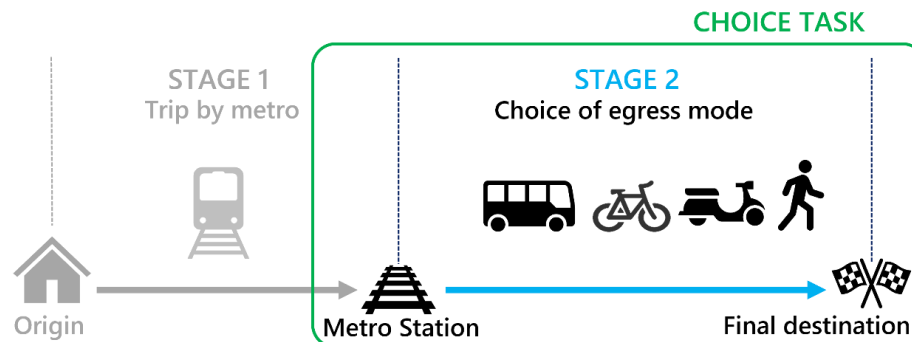 CHOICE TASK
STAGE 1
Trip by metro
STAGE 2
Choice of egress mode
Origin
Metro Station
Final destination